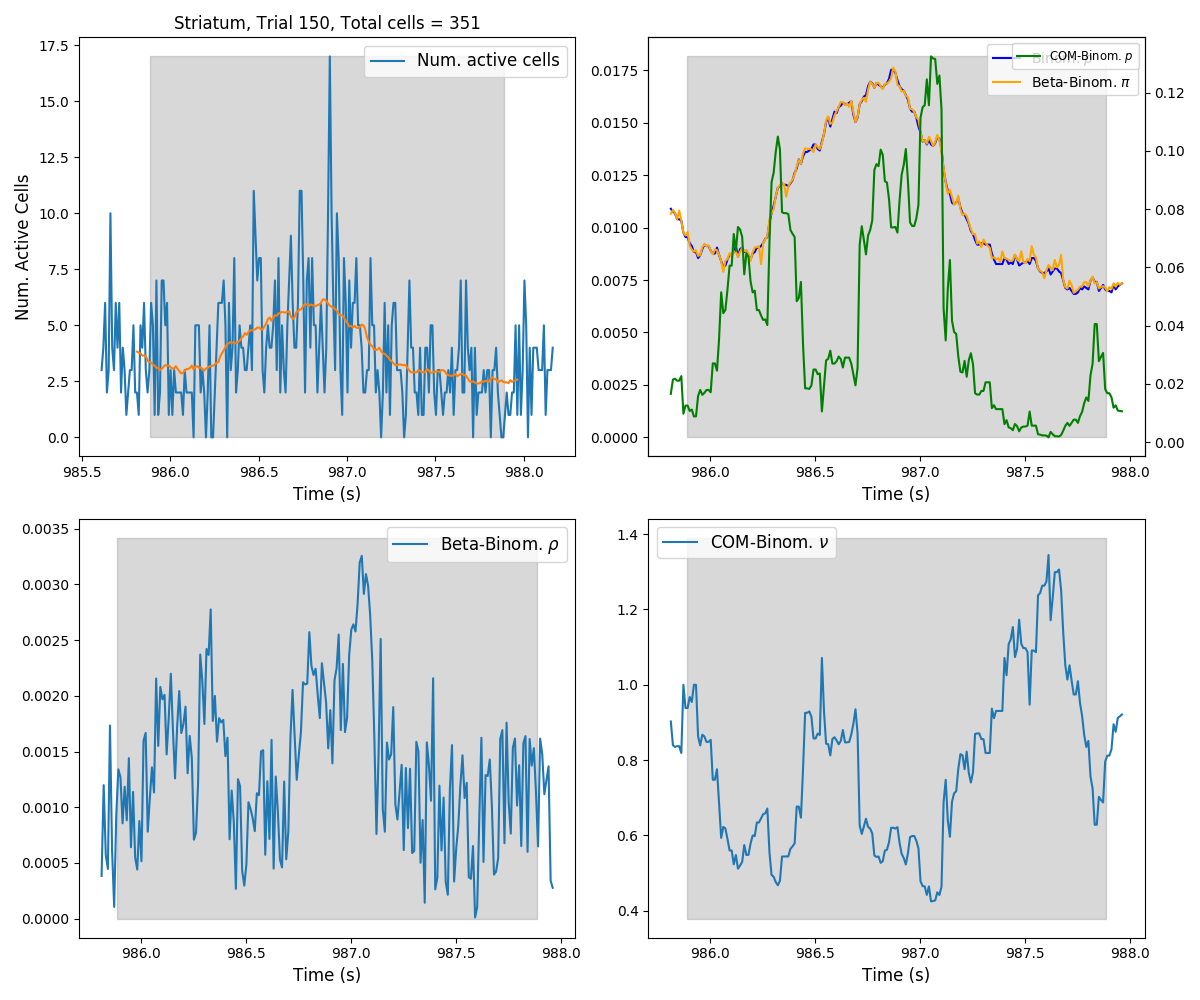 Striatum, Trial 150, Total cells = 351
Num. Active Cells
17.5
15.0
12.5
10.0
7.5
5.0
2.5
0.0
Num. active cells
985.5 986.0 986.5 987.0 987.5 988.0
Time (s)
0.0175
0.0150
0.0125
0.0100
0.0075
0.0050
0.0025
0.0000
COM-Binom. p
Beta-Binom. π
0.12
0.10
0.08
0.06
0.04
0.02
0.00
986.0 986.5 987.0 987.5 988.0
Time (s)
0.0035
0.0030
0.0025
0.0020
0.0015
0.0010
0.0005
0.0000
Beta-Binom. ρ
986.0 986.5 987.0 987.5 988.0
Time (s)
1.4
1.2
1.0
0.8
0.6
0.4
COM-Binom. ν
986.0 986.5 987.0 987.5 988.0
Time (s)